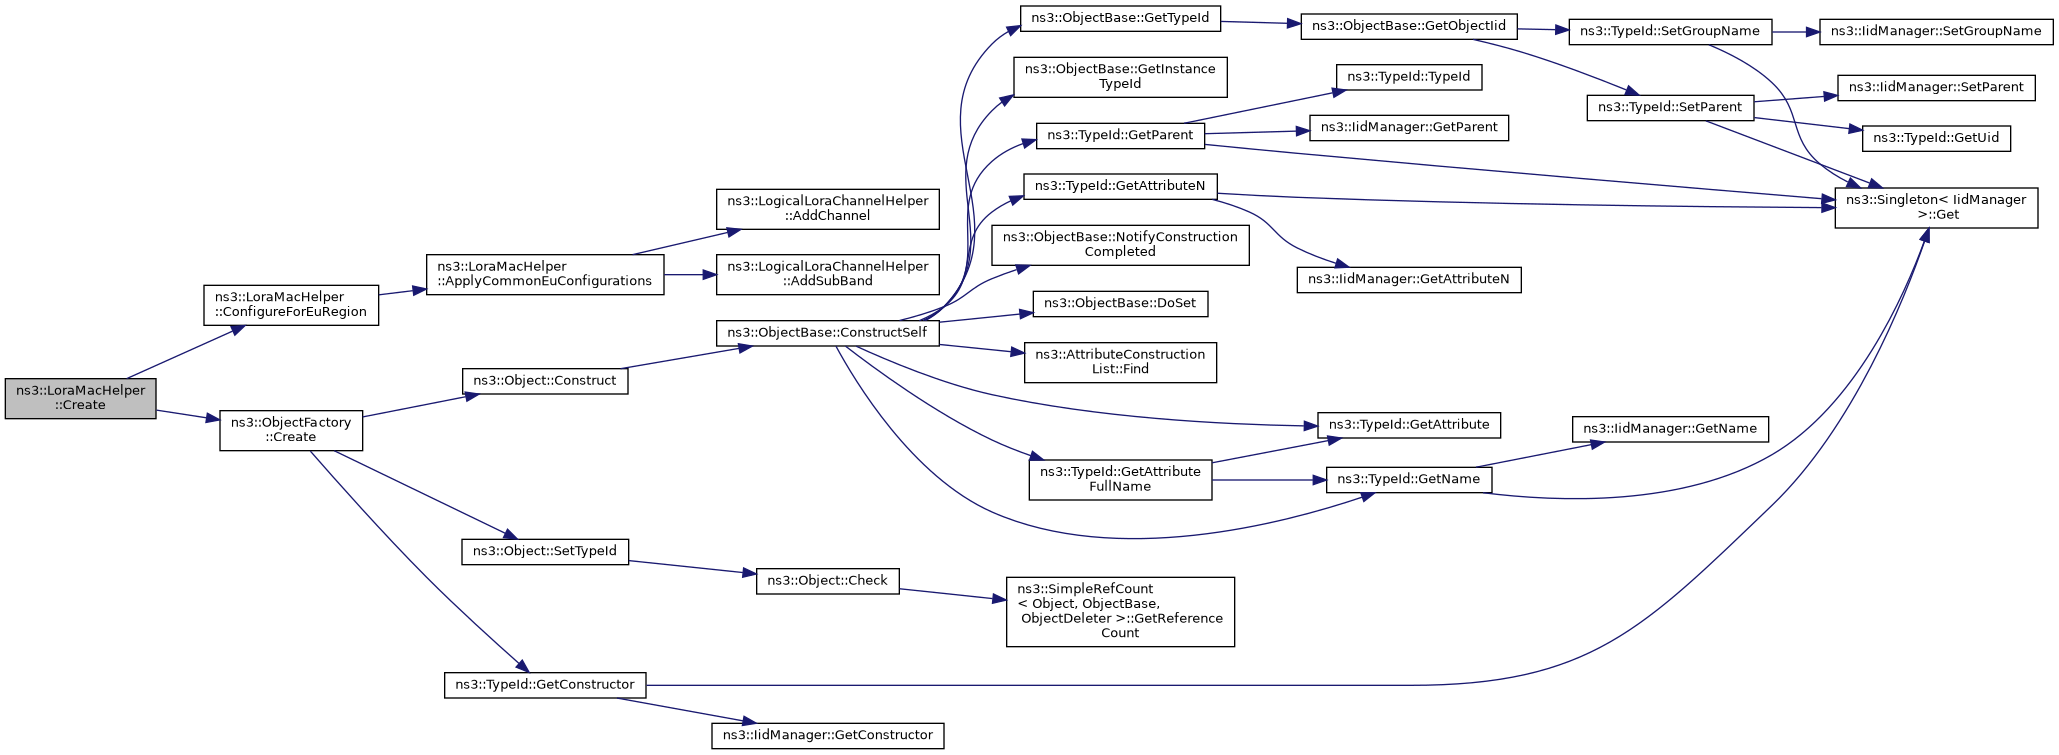 ns3::LoraMacHelper
::Create
ns3::LoraMacHelper
::ConfigureForEuRegion
ns3::LoraMacHelper
::ApplyCommonEuConfigurations
ns3::LogicalLoraChannelHelper
::AddChannel
ns3::LogicalLoraChannelHelper
::AddSubBand
ns3::ObjectFactory
::Create
ns3::Object::Construct
ns3::ObjectBase::ConstructSelf
ns3::ObjectBase::GetTypeId
ns3::ObjectBase::GetObjectIid
ns3::TypeId::SetGroupName
ns3::IidManager::SetGroupName
ns3::TypeId::SetParent
ns3::IidManager::SetParent
ns3::TypeId::GetUid
ns3::Singleton< IidManager
>::Get
ns3::ObjectBase::GetInstance
TypeId
ns3::TypeId::GetParent
ns3::TypeId::TypeId
ns3::IidManager::GetParent
ns3::TypeId::GetAttributeN
ns3::IidManager::GetAttributeN
ns3::ObjectBase::NotifyConstruction
Completed
ns3::ObjectBase::DoSet
ns3::AttributeConstruction
List::Find
ns3::TypeId::GetAttribute
ns3::TypeId::GetAttribute
FullName
ns3::TypeId::GetName
ns3::IidManager::GetName
ns3::Object::SetTypeId
ns3::Object::Check
ns3::SimpleRefCount
< Object, ObjectBase,
ObjectDeleter >::GetReference
Count
ns3::TypeId::GetConstructor
ns3::IidManager::GetConstructor